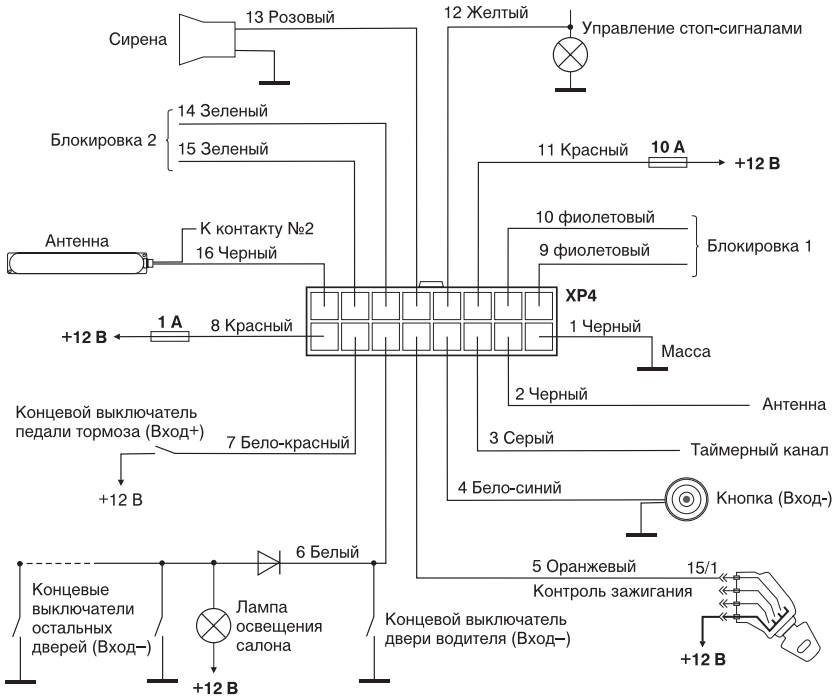 13 Розовый
12 Желтый
Сирена
Управление стоп-сигналами
14 Зеленый
Блокировка 2
15 Зеленый
11 Красный
10 А
+12 В
10 фиолетовый
9 фиолетовый
Блокировка 1
К контакту №2
Антенна
16 Черный
XP4
+12 В
1 А
8 Красный
1 Черный
Масса
2 Черный
Антенна
Концевой выключатель
педали тормоза (Вход+)
7 Бело-красный
+12 В
3 Серый
Таймерный канал
4 Бело-синий
Кнопка (Вход-)
6 Белый
5 Оранжевый
15/1
Контроль зажигания
Концевые
выключатели
остальных
дверей (Вход–)
Лампа
освещения
салона
Концевой выключатель
двери водителя (Вход–)
+12 В
+12 В